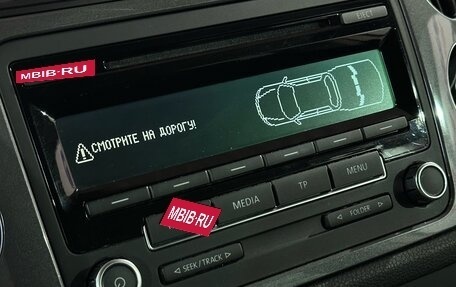 EJECT
MBIB-RU
СМОТРИТЕ НА ДОРОГУ!
MBIB-RU
MEDIA
TP
MENU
< FOLDER >
< SEEK / TRACK >